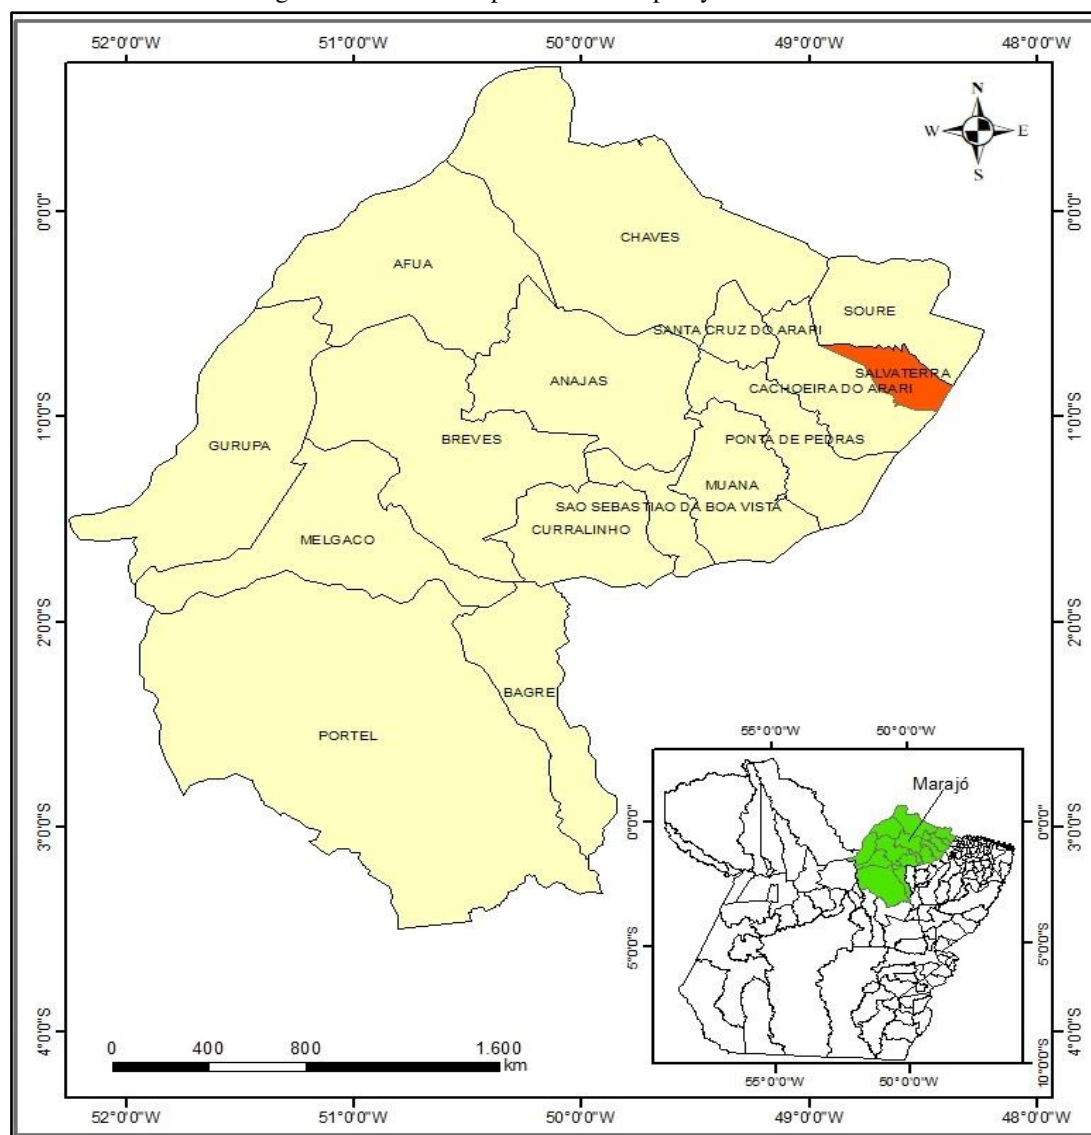 52°0'0"W 51°0'0"W 50°0'0"W 49°0'0"W 48°0'0"W
N
W E
S
0°0'0" 0°0'0"
CHAVES
AFUA
SOURE
SANTA CRUZ DO ARARI
SALVATERRA
ANAJAS
CACHOEIRA DO ARARI
1°0'0"S 1°0'0"S
BREVES
PONTA DE PEDRAS
GURUPA
MUANA
SAO SEBASTIAO DA BOA VISTA
CURRALINHO
MELGACO
2°0'0"S 2°0'0"S
BAGRE
PORTEL
55°0'0"W 50°0'0"W
Marajó
3°0'0"S 0°0'0" 0°0'0" 3°0'0"S
5°0'0"S 5°0'0"S
4°0'0"S 4°0'0"S
0 400 800 1.600
km
10°0'0"S
55°0'0"W 50°0'0"W
52°0'0"W 51°0'0"W 50°0'0"W 49°0'0"W 48°0'0"W